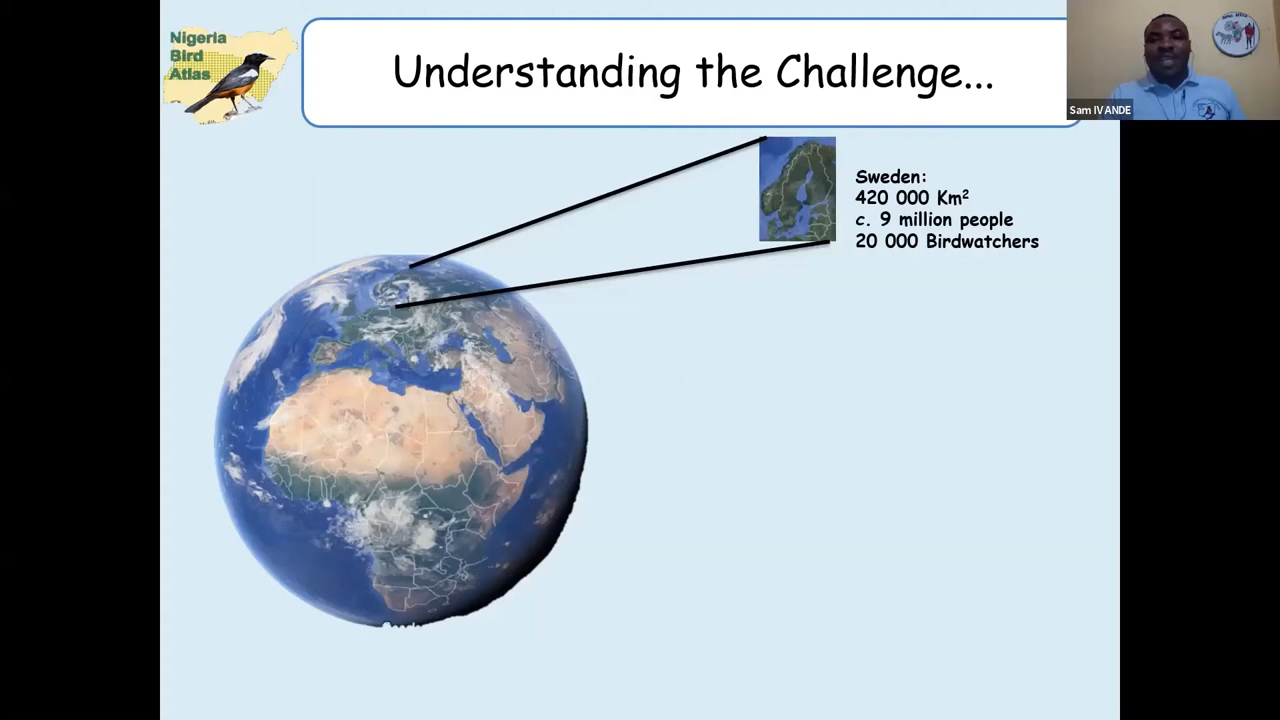 Nigeria
Bird
Atlas
Understanding the Challenge...
Sam IVANDE
Sweden:
420 000 Km²
c. 9 million people
20 000 Birdwatchers